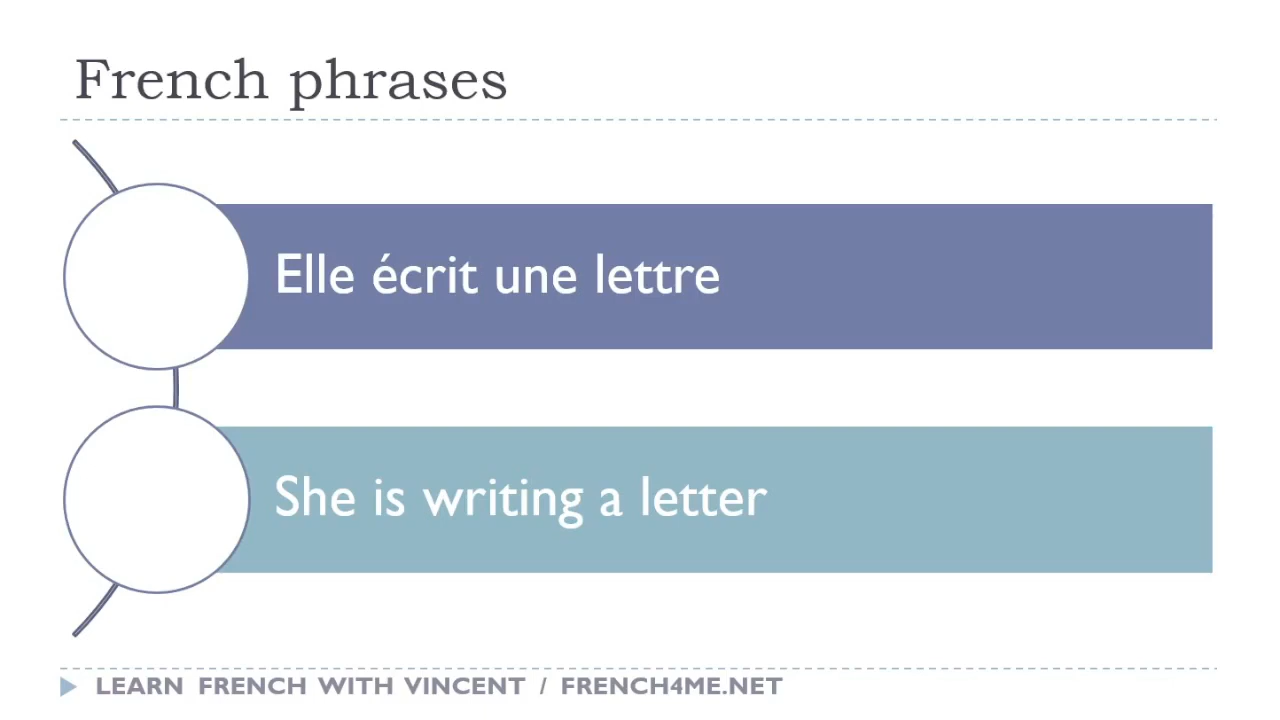 French phrases
Elle écrit une lettre
She is writing a letter
LEARN FRENCH WITH VINCENT / FRENCH4ME.NET